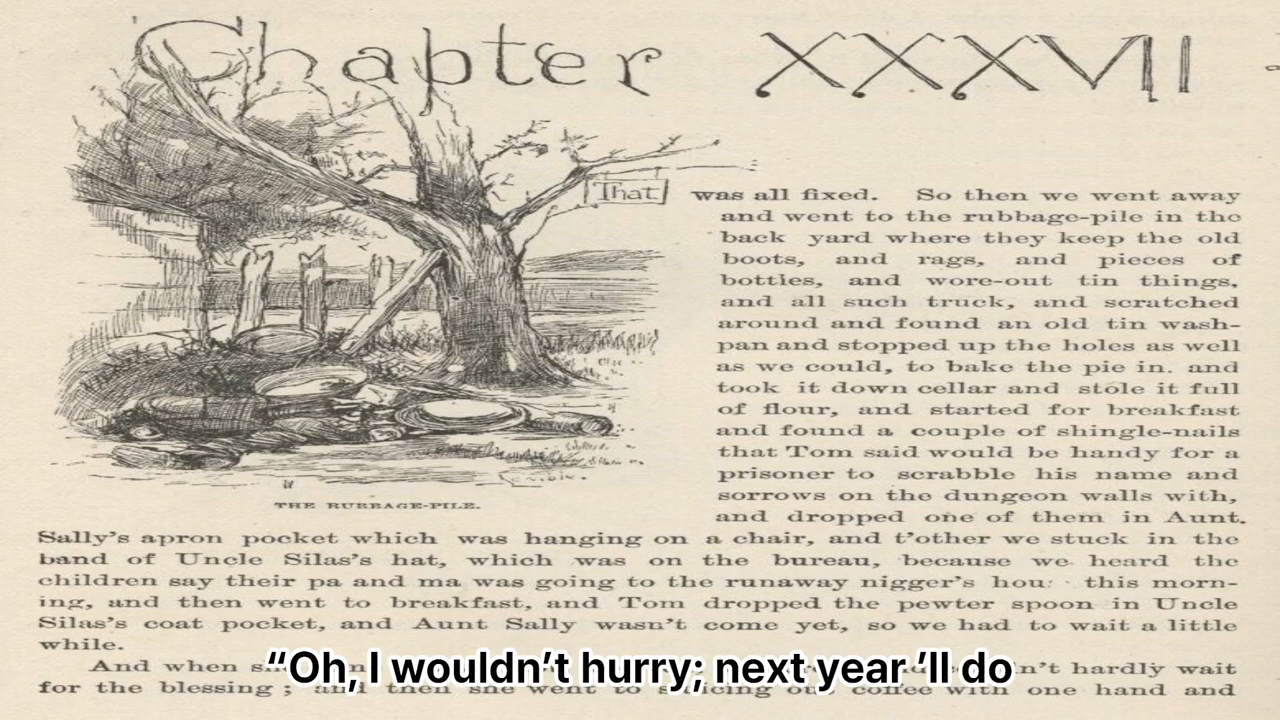 Chapter XXXVII
That was all fixed. So then we went away
and went to the rubbage-pile in the
back yard where they keep the old
boots, and rags, and pieces of
bottles, and wore-out tin things,
and all such truck, and scratched
around and found an old tin wash-
pan and stopped up the holes as well
as we could, to bake the pie in. and
took it down cellar and stole it full
of flour, and started for breakfast
and found a couple of shingle-nails
that Tom said would be handy for a
prisoner to scrabble his name and
sorrows on the dungeon walls with,
and dropped one of them in Aunt.
THE RUBBAGE-PILE.
Sally's apron pocket which was hanging on a chair, and t'other we stuck in the
band of Uncle Silas's hat, which was on the bureau, because we heard the
children say their pa and ma was going to the runaway nigger's this morn-
ing, and then went to breakfast, and Tom dropped the pewter spoon in Uncle
Silas's coat pocket, and Aunt Sally wasn't come yet, so we had to wait a little
while.
And when hardly wait
for the blessing ; and then she went to coffee with one hand and
“Oh, I wouldn’t hurry; next year ’ll do